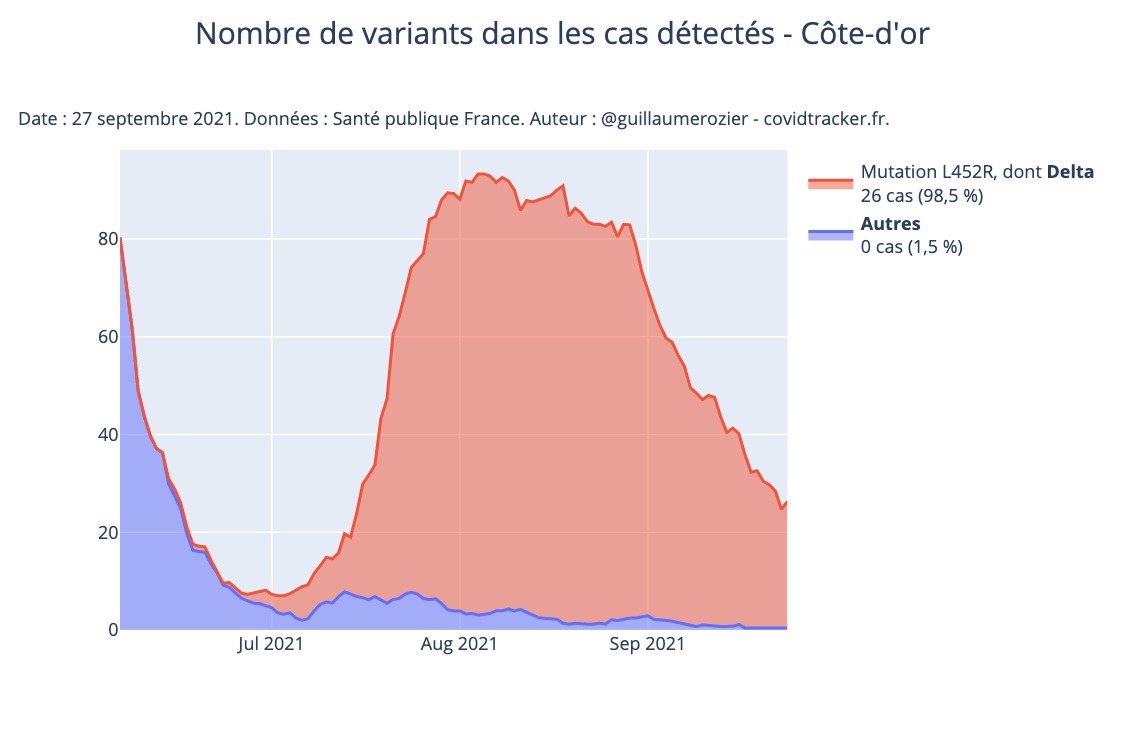 Nombre de variants dans les cas détectés - Côte-d'or
Date : 27 septembre 2021. Données : Santé publique France. Auteur : @guillaumerozier - covidtracker.fr.
Mutation L452R, dont Delta
26 cas (98,5 %)
Autres
0 cas (1,5 %)
80
60
40
20
0
Jul 2021
Aug 2021
Sep 2021